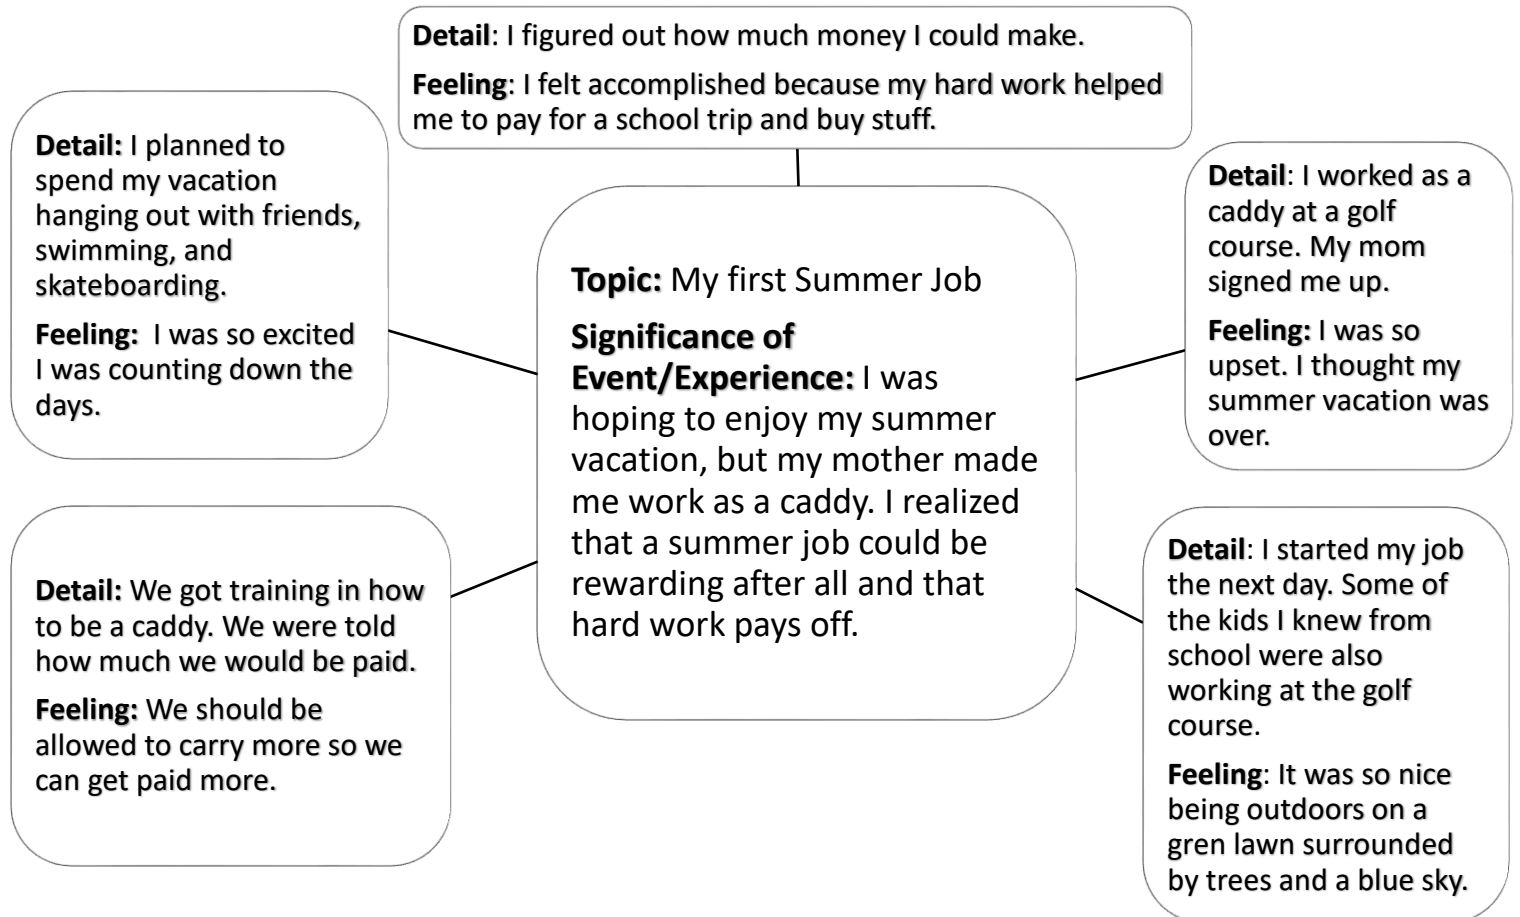 Detail: I figured out how much money I could make.
Feeling: I felt accomplished because my hard work helped
me to pay for a school trip and buy stuff.
Detail: I planned to
spend my vacation
hanging out with friends,
swimming, and
skateboarding.
Feeling: I was so excited
I was counting down the
days.
Topic: My first Summer Job
Significance of
Event/Experience: I was
hoping to enjoy my summer
vacation, but my mother made
me work as a caddy. I realized
that a summer job could be
rewarding after all and that
hard work pays off.
Detail: I worked as a
caddy at a golf
course. My mom
signed me up.
Feeling: I was so
upset. I thought my
summer vacation was
over.
Detail: We got training in how
to be a caddy. We were told
how much we would be paid.
Feeling: We should be
allowed to carry more so we
can get paid more.
Detail: I started my job
the next day. Some of
the kids I knew from
school were also
working at the golf
course.
Feeling: It was so nice
being outdoors on a
gren lawn surrounded
by trees and a blue sky.